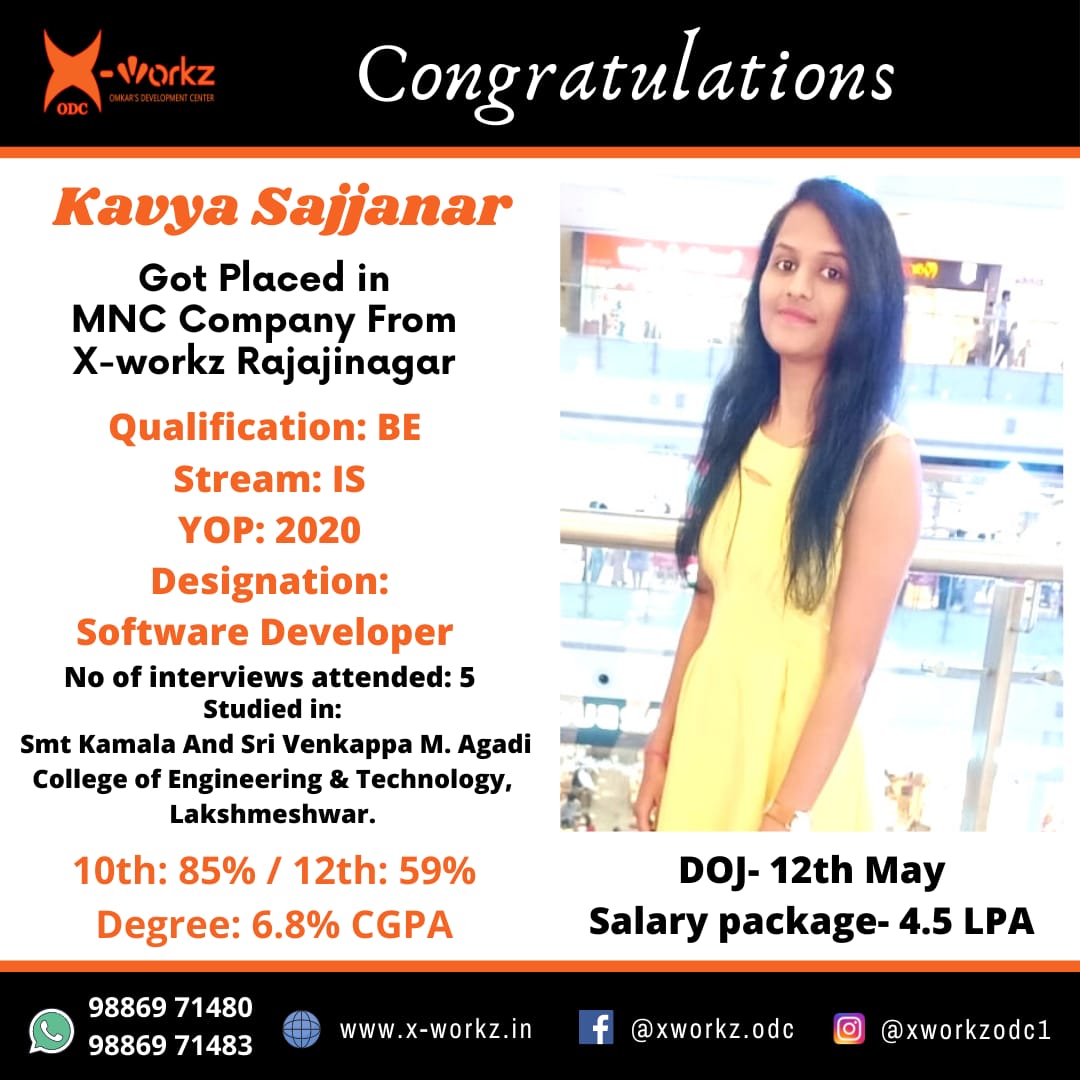 X-Workz
OMKAR'S DEVELOPMENT CENTER
ODC
Congratulations
Kavya Sajjanar
Got Placed in
MNC Company From
X-workz Rajajinagar
Qualification: BE
Stream: IS
YOP: 2020
Designation:
Software Developer
No of interviews attended: 5
Studied in:
Smt Kamala And Sri Venkappa M. Agadi
College of Engineering & Technology,
Lakshmeshwar.
10th: 85% / 12th: 59%
Degree: 6.8% CGPA
DOJ- 12th May
Salary package- 4.5 LPA
98869 71480
98869 71483
www.x-workz.in
@xworkz.odc
@xworkzodc1